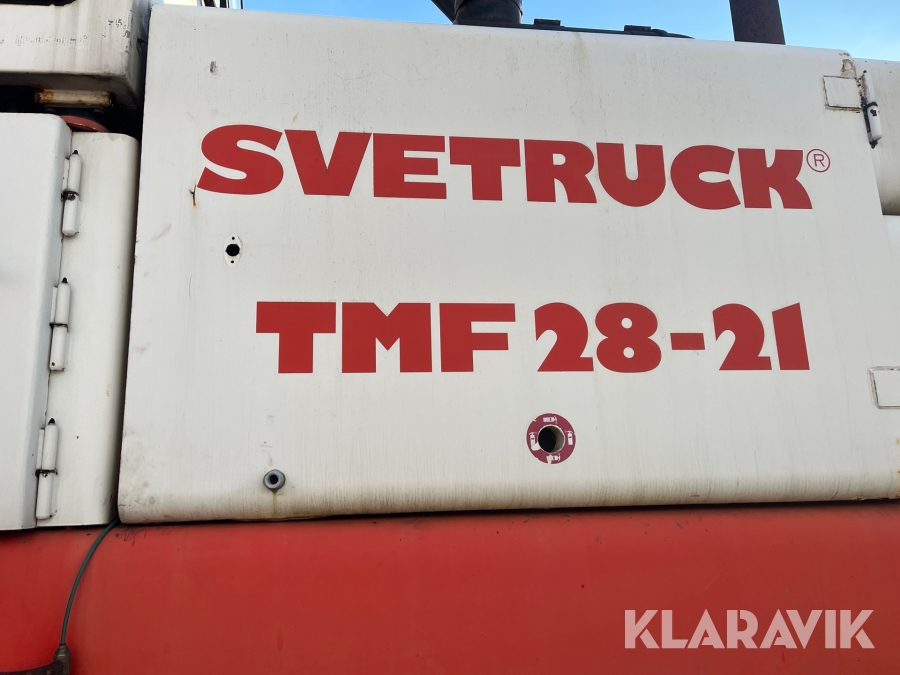 SVETRUCK®
TMF 28-21
KLARAVIK